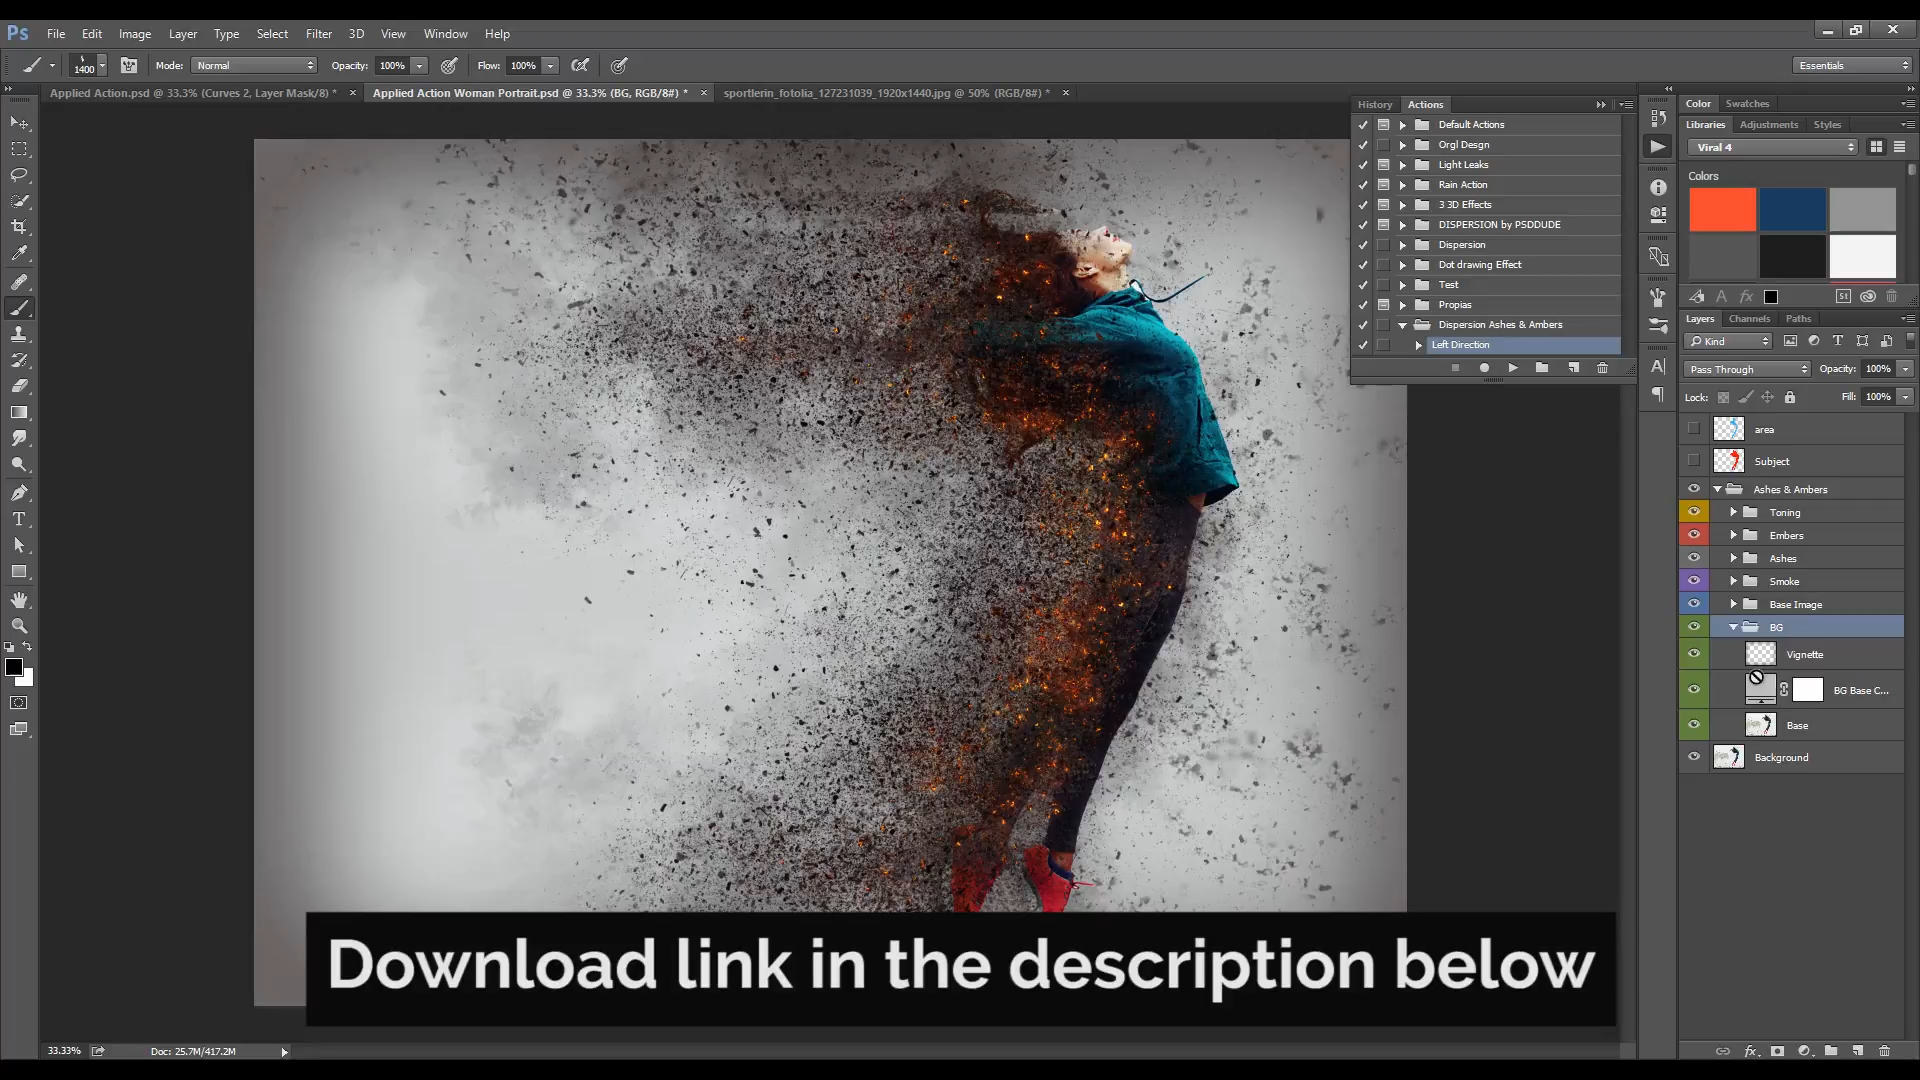 Ps File Edit Image Layer Type Select Filter 3D View Window Help
1400 Mode: Normal Opacity: 100% Flow: 100% Essentials
Applied Action.psd @ 33.3% (Curves 2, Layer Mask/8) * Applied Action Woman Portrait.psd @ 33.3% (BG, RGB/8#) * sportlerin_fotolia_127231039_1920x1440.jpg @ 50% (RGB/8#) *
History Actions
Default Actions
Orgl Desgn
Light Leaks
Rain Action
3 3D Effects
DISPERSION by PSDDUDE
Dispersion
Dot drawing Effect
Test
Propias
Dispersion Ashes & Ambers
Left Direction
Color Swatches
Libraries Adjustments Styles
Viral 4
Colors
Layers Channels Paths
Kind
Pass Through Opacity: 100%
Lock: Fill: 100%
area
Subject
Ashes & Ambers
Toning
Embers
Ashes
Smoke
Base Image
BG
Vignette
BG Base C...
Base
Background
Download link in the description below
33.33% Doc: 25.7M/417.2M